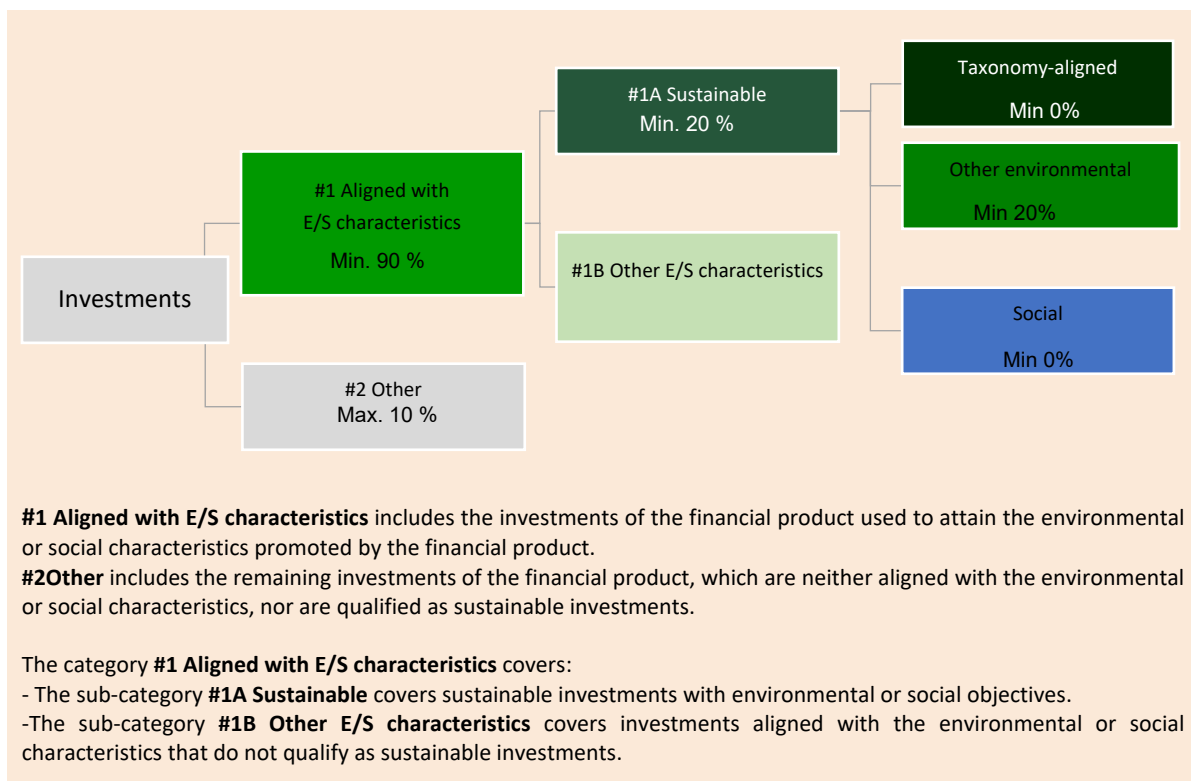 Investments
#1 Aligned with
E/S characteristics
Min. 90 %
#2 Other
Max. 10 %
#1A Sustainable
Min. 20 %
#1B Other E/S characteristics
Taxonomy-aligned
Min 0%
Other environmental
Min 20%
Social
Min 0%
#1 Aligned with E/S characteristics includes the investments of the financial product used to attain the environmental
or social characteristics promoted by the financial product.
#2Other includes the remaining investments of the financial product, which are neither aligned with the environmental
or social characteristics, nor are qualified as sustainable investments.
The category #1 Aligned with E/S characteristics covers:
- The sub-category #1A Sustainable covers sustainable investments with environmental or social objectives.
-The sub-category #1B Other E/S characteristics covers investments aligned with the environmental or social
characteristics that do not qualify as sustainable investments.